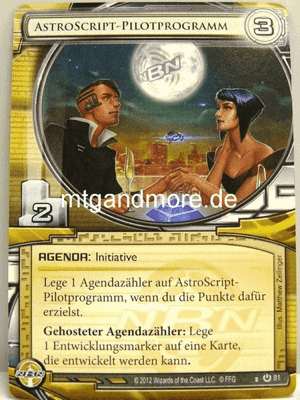 AstroScript-Pilotprogramm
3
NBN
mtgandmore.de
2
AGENDA: Initiative
Lege 1 Agendazähler auf AstroScript-
Pilotprogramm, wenn du die Punkte dafür
erzielst.
Gehosteter Agendazähler: Lege
1 Entwicklungsmarker auf eine Karte,
die entwickelt werden kann.
Illus. Matthew Zeilinger
NBN
© 2012 Wizards of the Coast LLC. © FFG
81